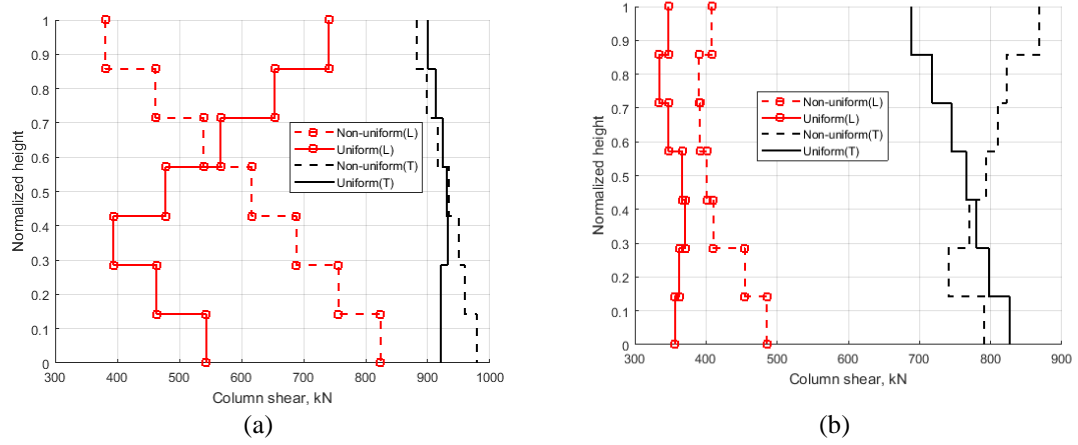 1
0.9
0.8
0.7
0.6
0.5
0.4
0.3
0.2
0.1
0
Normalized height
Non-uniform(L)
Uniform(L)
Non-uniform(T)
Uniform(T)
300 400 500 600 700 800 900 1000
Column shear, kN
(a)
1
0.9
0.8
0.7
0.6
0.5
0.4
0.3
0.2
0.1
0
Normalized height
Non-uniform(L)
Uniform(L)
Non-uniform(T)
Uniform(T)
300 400 500 600 700 800 900
Column shear, kN
(b)